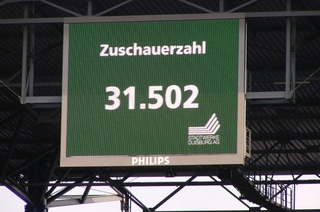 Zuschauerzahl
31.502
STADTWERKE
DUISBURG AG
PHILIPS